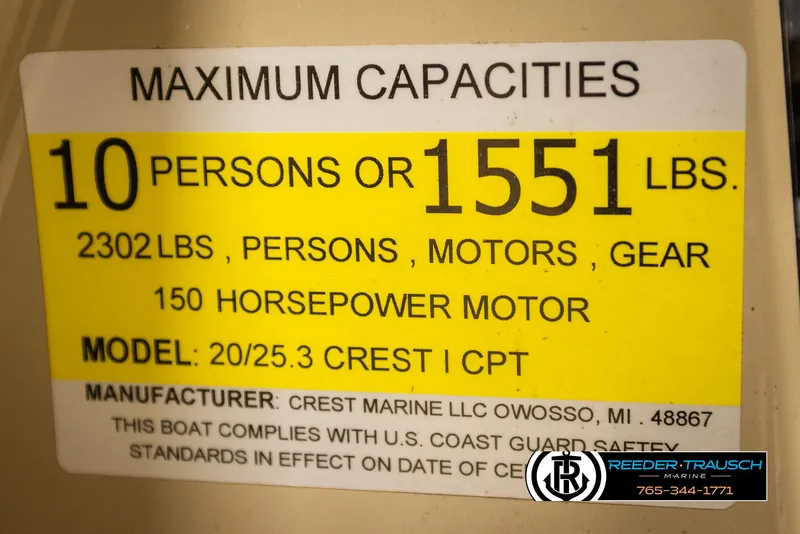 MAXIMUM CAPACITIES
10 PERSONS OR 1551 LBS.
2302 LBS , PERSONS , MOTORS , GEAR
150 HORSEPOWER MOTOR
MODEL: 20/25.3 CREST I CPT
MANUFACTURER: CREST MARINE LLC OWOSSO, MI . 48867
THIS BOAT COMPLIES WITH U.S. COAST GUARD SAFTEY
STANDARDS IN EFFECT ON DATE OF CE
REEDER·TRAUSCH
MARINE
765-344-1771